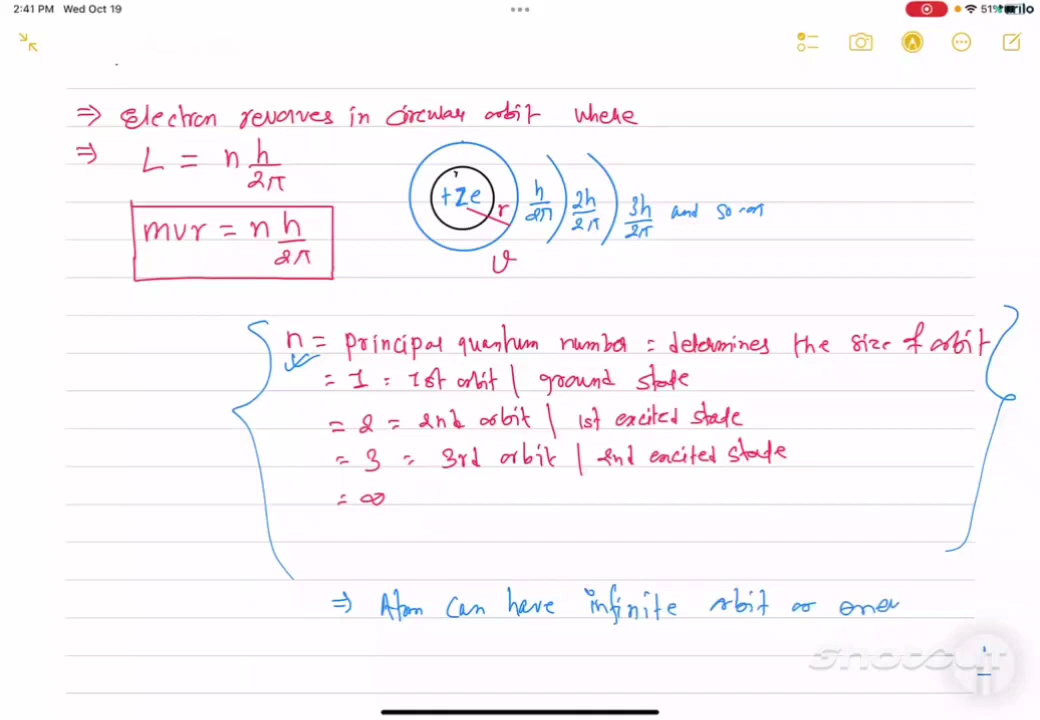 2:41 PM Wed Oct 19
51%
⇒ Electron revolves in circular orbit where
⇒ L = n h/2π
mvr = n h/2π
+Ze r h/2π 2h/2π 3h/2π and so on
v
n = principal quantum number = determines the size of orbit
= 1 = 1st orbit | ground state
= 2 = 2nd orbit | 1st excited state
= 3 = 3rd orbit | 2nd excited state
= ∞
⇒ Atom can have infinite orbit or ener
Shotcut